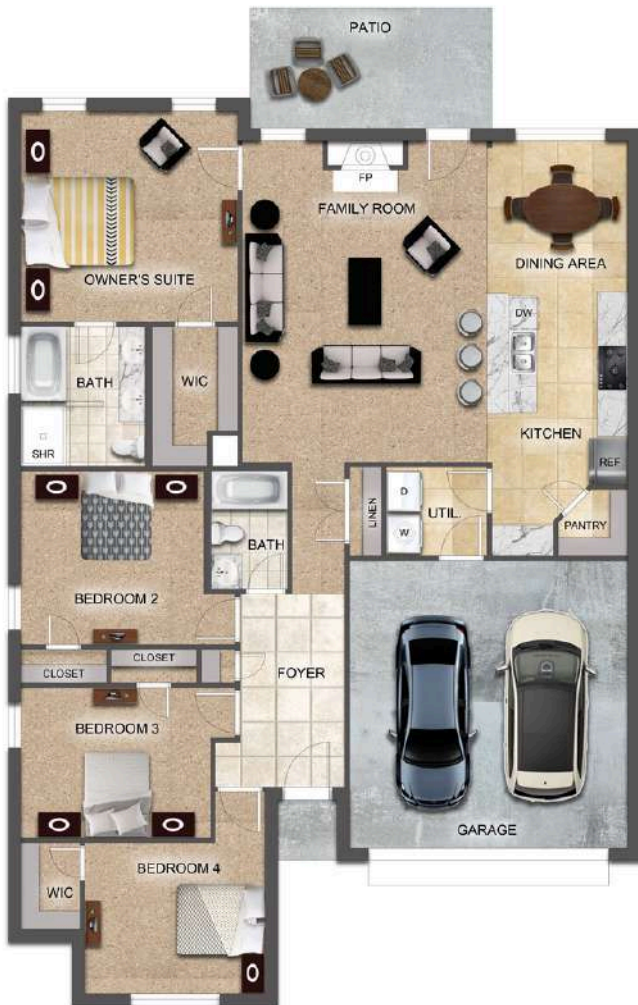 PATIO
FP
FAMILY ROOM
OWNER'S SUITE
DINING AREA
DW
BATH
WIC
SHR
KITCHEN
REF
LINEN
D
UTIL.
W
PANTRY
BATH
BEDROOM 2
CLOSET
CLOSET
FOYER
BEDROOM 3
GARAGE
BEDROOM 4
WIC